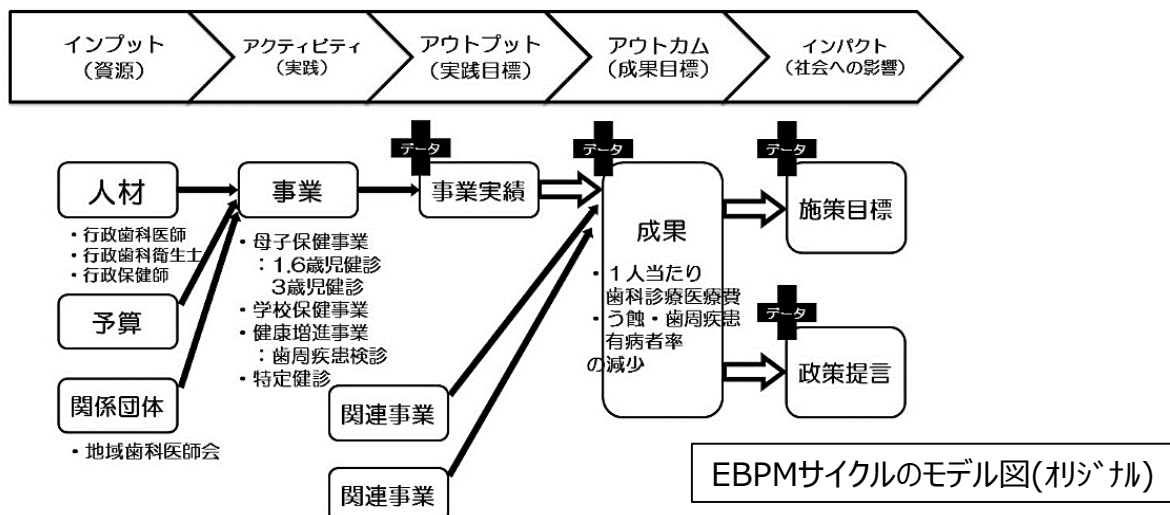 インプット
（資源）
アクティビティ
（実践）
アウトプット
（実践目標）
アウトカム
（成果目標）
インパクト
（社会への影響）
データ
データ
データ
人材
事業
事業実績
施策目標
・行政歯科医師
・行政歯科衛生士
・行政保健師
・母子保健事業
：1.6歳児健診
3歳児健診
・学校保健事業
・健康増進事業
：歯周疾患検診
・特定健診
成果
・１人当たり
歯科診療医療費
・う蝕・歯周疾患
有病者率
の減少
予算
データ
政策提言
関係団体
・地域歯科医師会
関連事業
関連事業
EBPMサイクルのモデル図(ｵﾘｼﾞﾅﾙ)